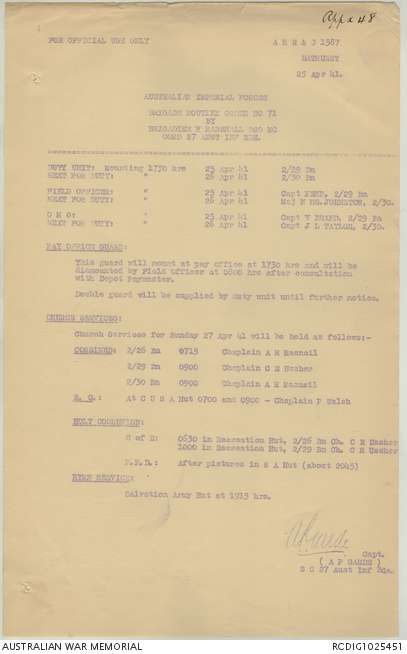 Appx 48
FOR OFFICIAL USE ONLY
BATHURST
25 Apr 41.
AUSTRALIAN IMPERIAL FORCES
BRIGADE ROUTINE ORDER NO 71
BY
BRIGADIER H MARSHALL DSO MC
COMD 27 AUST INF BDE.
DUTY UNIT: Mounting 1730 hrs 25 Apr 41 2/29 Bn
NEXT FOR DUTY: " 26 Apr 41 2/30 Bn
FIELD OFFICER: " 25 Apr 41 Capt 2/29 Bn
NEXT FOR DUTY: " 26 Apr 41 Maj JOHNSTON, 2/30.
O M O: " 25 Apr 41 Capt V BRAND, 2/29 Bn
NEXT FOR DUTY: " 26 Apr 41 Capt J L TAYLOR, 2/30.
PAY OFFICE GUARD:
This guard will mount at pay office at 1730 hrs and will be
dismounted by Field Officer at 0800 hrs after consultation
with Depot Paymaster.
Double guard will be supplied by duty unit until further notice.
CHURCH SERVICES:
Church Services for Sunday 27 Apr 41 will be held as follows:-
COMBINED: 2/26 Bn 0715 Chaplain A H
2/29 Bn 0900 Chaplain C H
2/30 Bn 0900 Chaplain A H
R. C.: At C U S A Hut 0700 and 0900 - Chaplain P Walsh
HOLY COMMUNION:
C of E: 0630 in Recreation Hut, 2/26 Bn Ch. C H
1000 in Recreation Hut, 2/29 Bn Ch. C H
After pictures in S A Hut (about 2045)
HYMN SERVICE:
Salvation Army Hut at 1915 hrs.
Capt.
S C 27 Aust Inf Bde.
AUSTRALIAN WAR MEMORIAL
RCDIG1025451